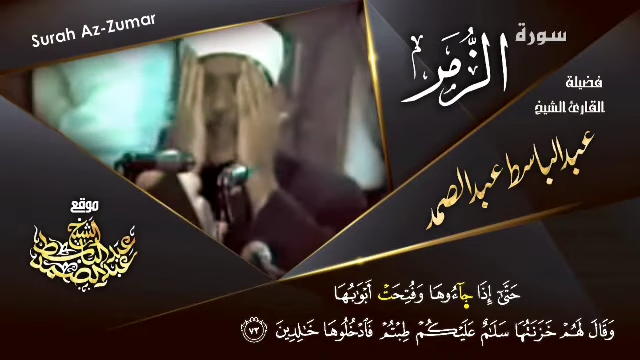 Surah Az-Zumar
سورة
الزُّمَر
فضيلة
القارئ الشيخ
عبدالباسط عبدالصمد
موقع
الشيخ
عبدالباسط
عبدالصمد
حَتَّىٰٓ إِذَا جَآءُوهَا وَفُتِحَتْ أَبْوَٰبُهَا
وَقَالَ لَهُمْ خَزَنَتُهَا سَلَـٰمٌ عَلَيْكُمْ طِبْتُمْ فَٱدْخُلُوهَا خَـٰلِدِينَ ﴿٧٣﴾